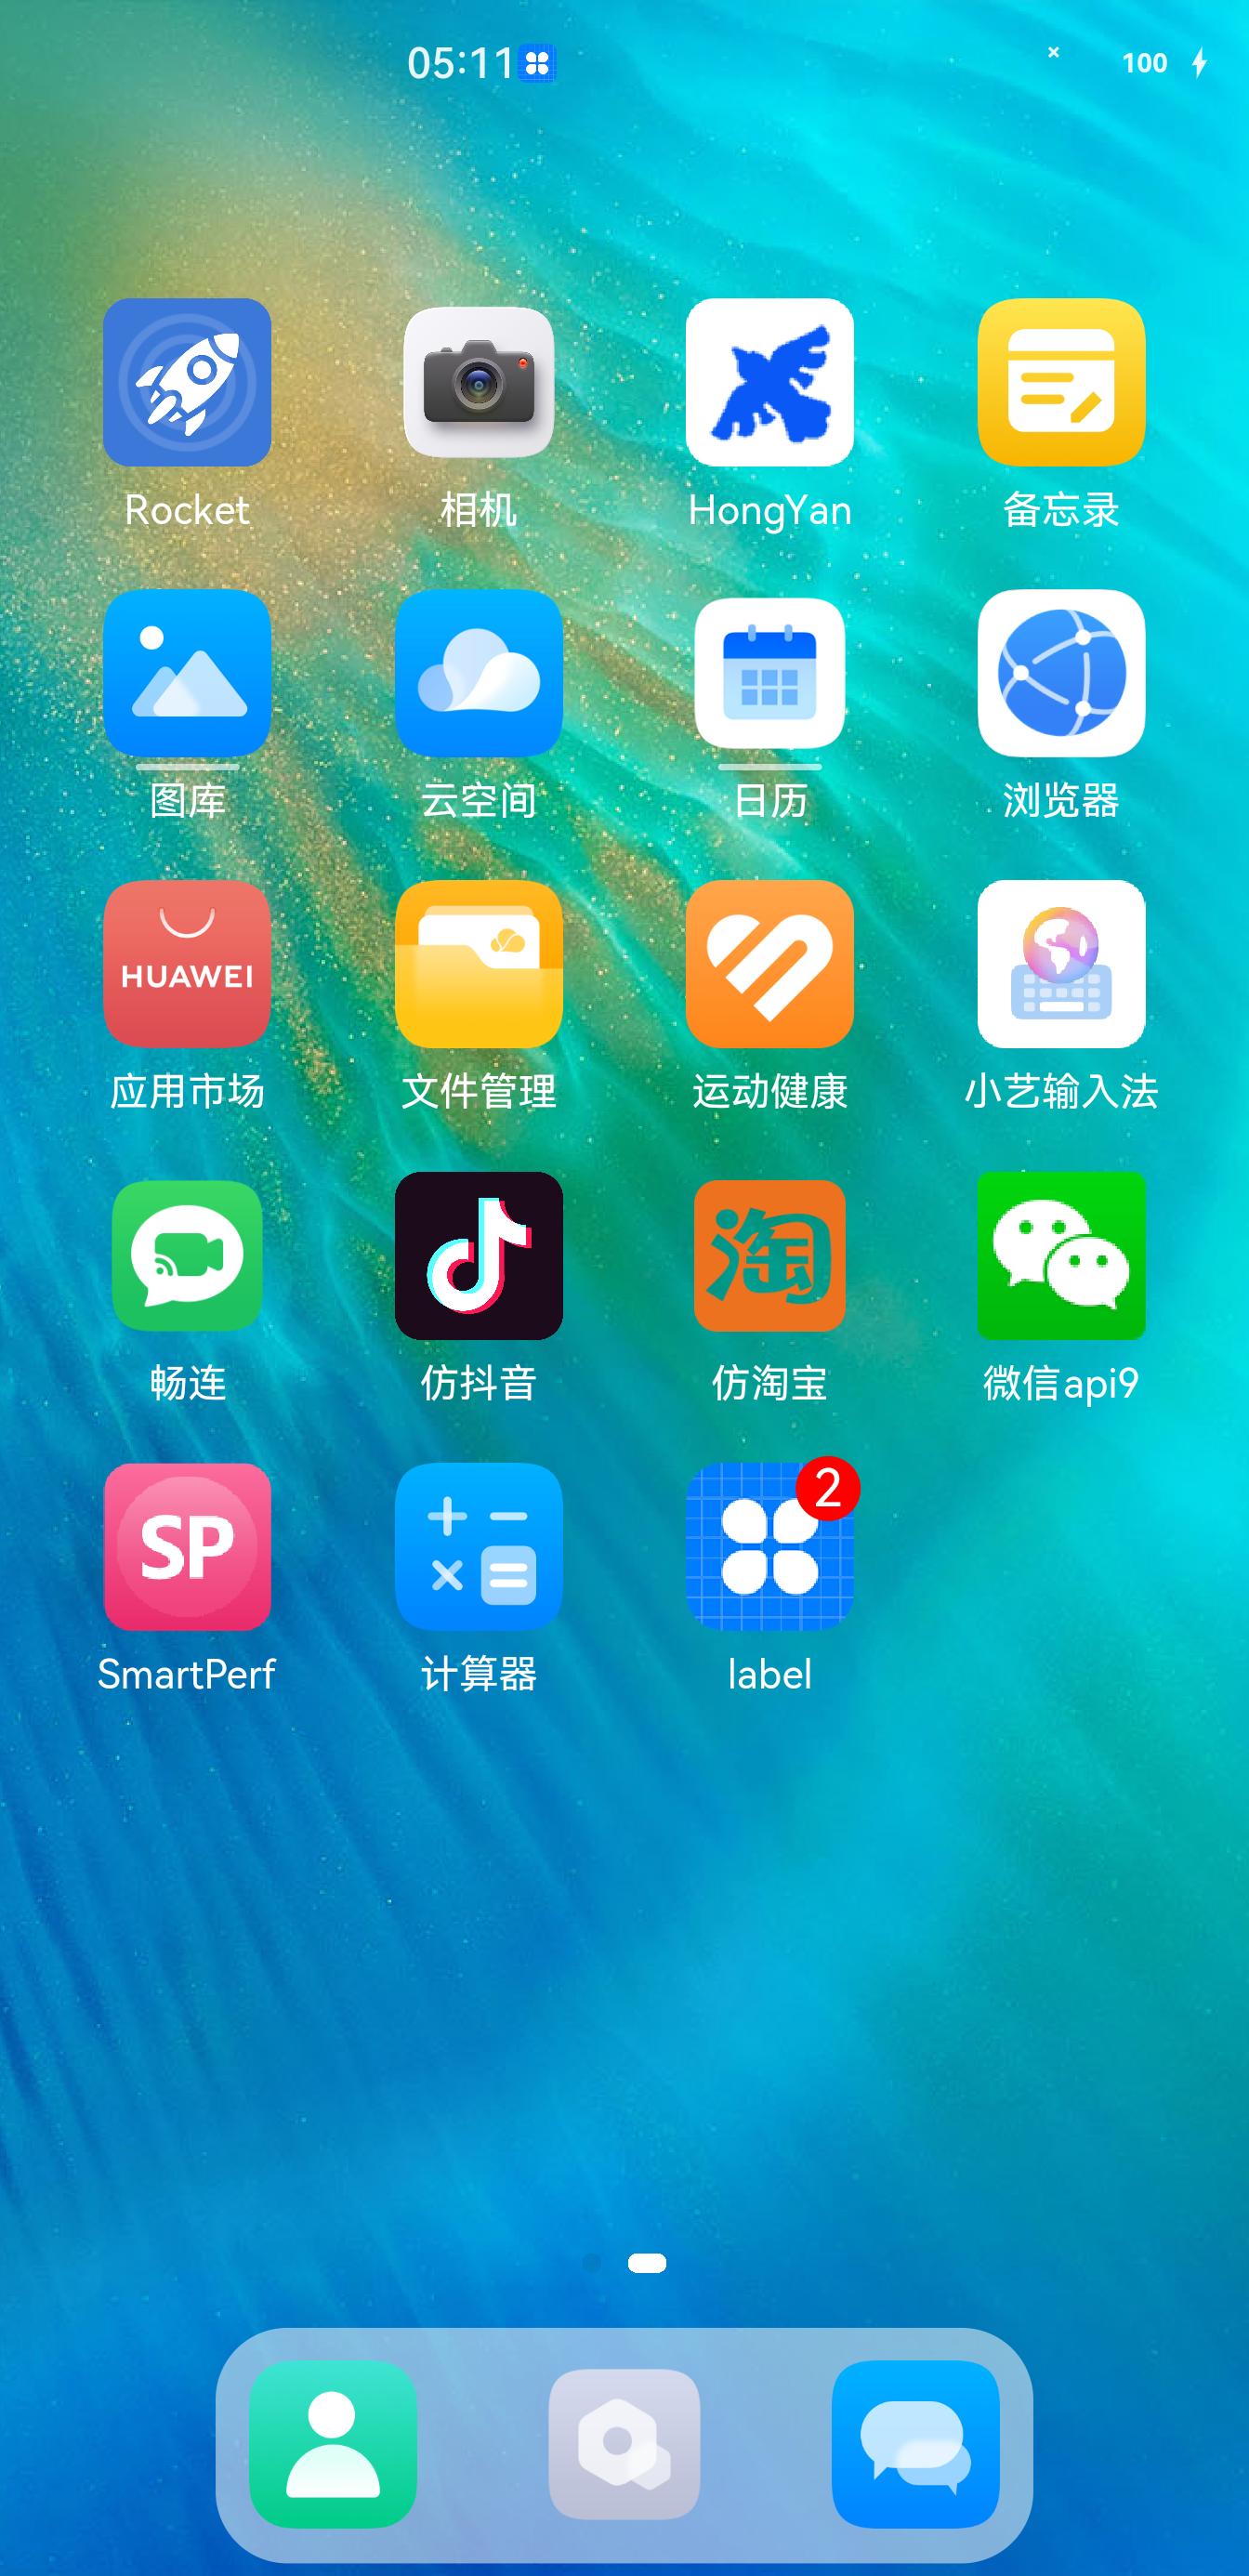 05:11
100
Rocket 相机 HongYan 备忘录
图库 云空间 日历 浏览器
HUAWEI
应用市场 文件管理 运动健康 小艺输入法
淘
畅连 仿抖音 仿淘宝 微信api9
SP
2
SmartPerf 计算器 label